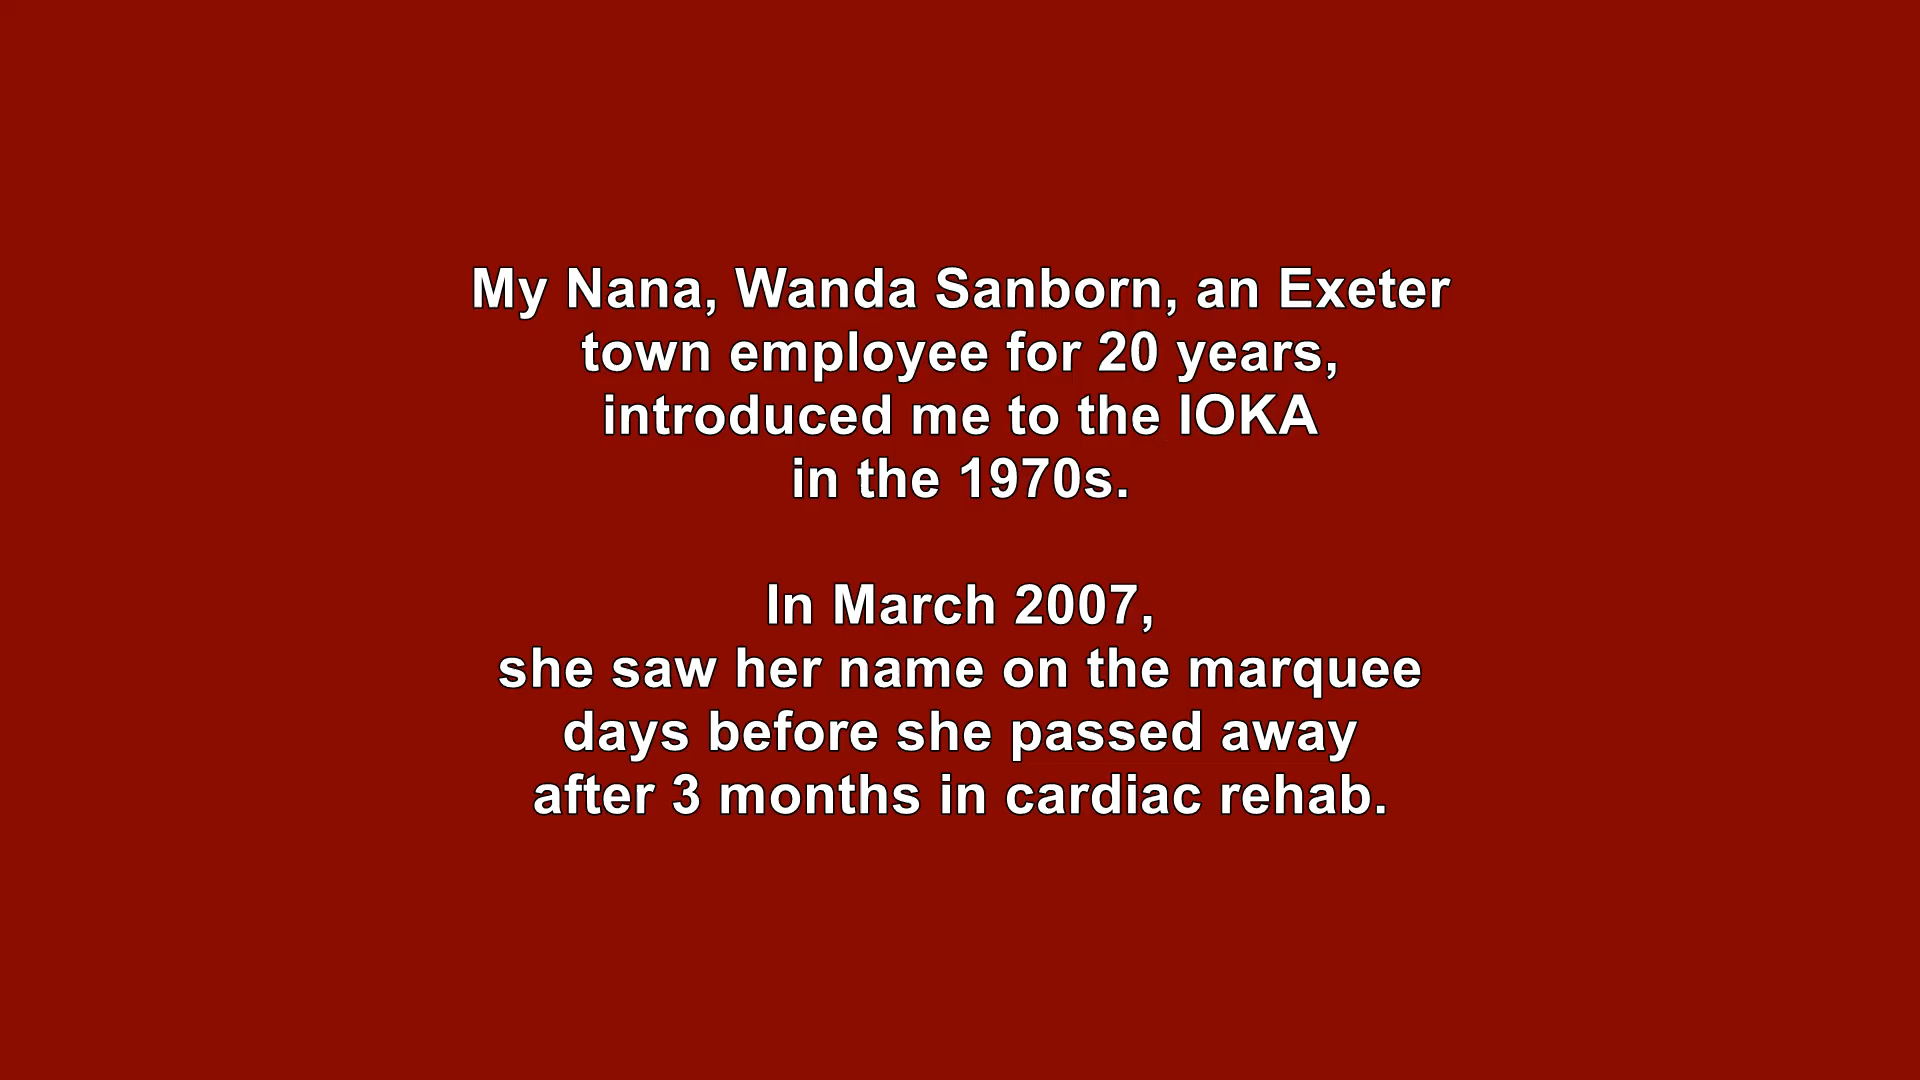 My Nana, Wanda Sanborn, an Exeter
town employee for 20 years,
introduced me to the IOKA
in the 1970s.
In March 2007,
she saw her name on the marquee
days before she passed away
after 3 months in cardiac rehab.